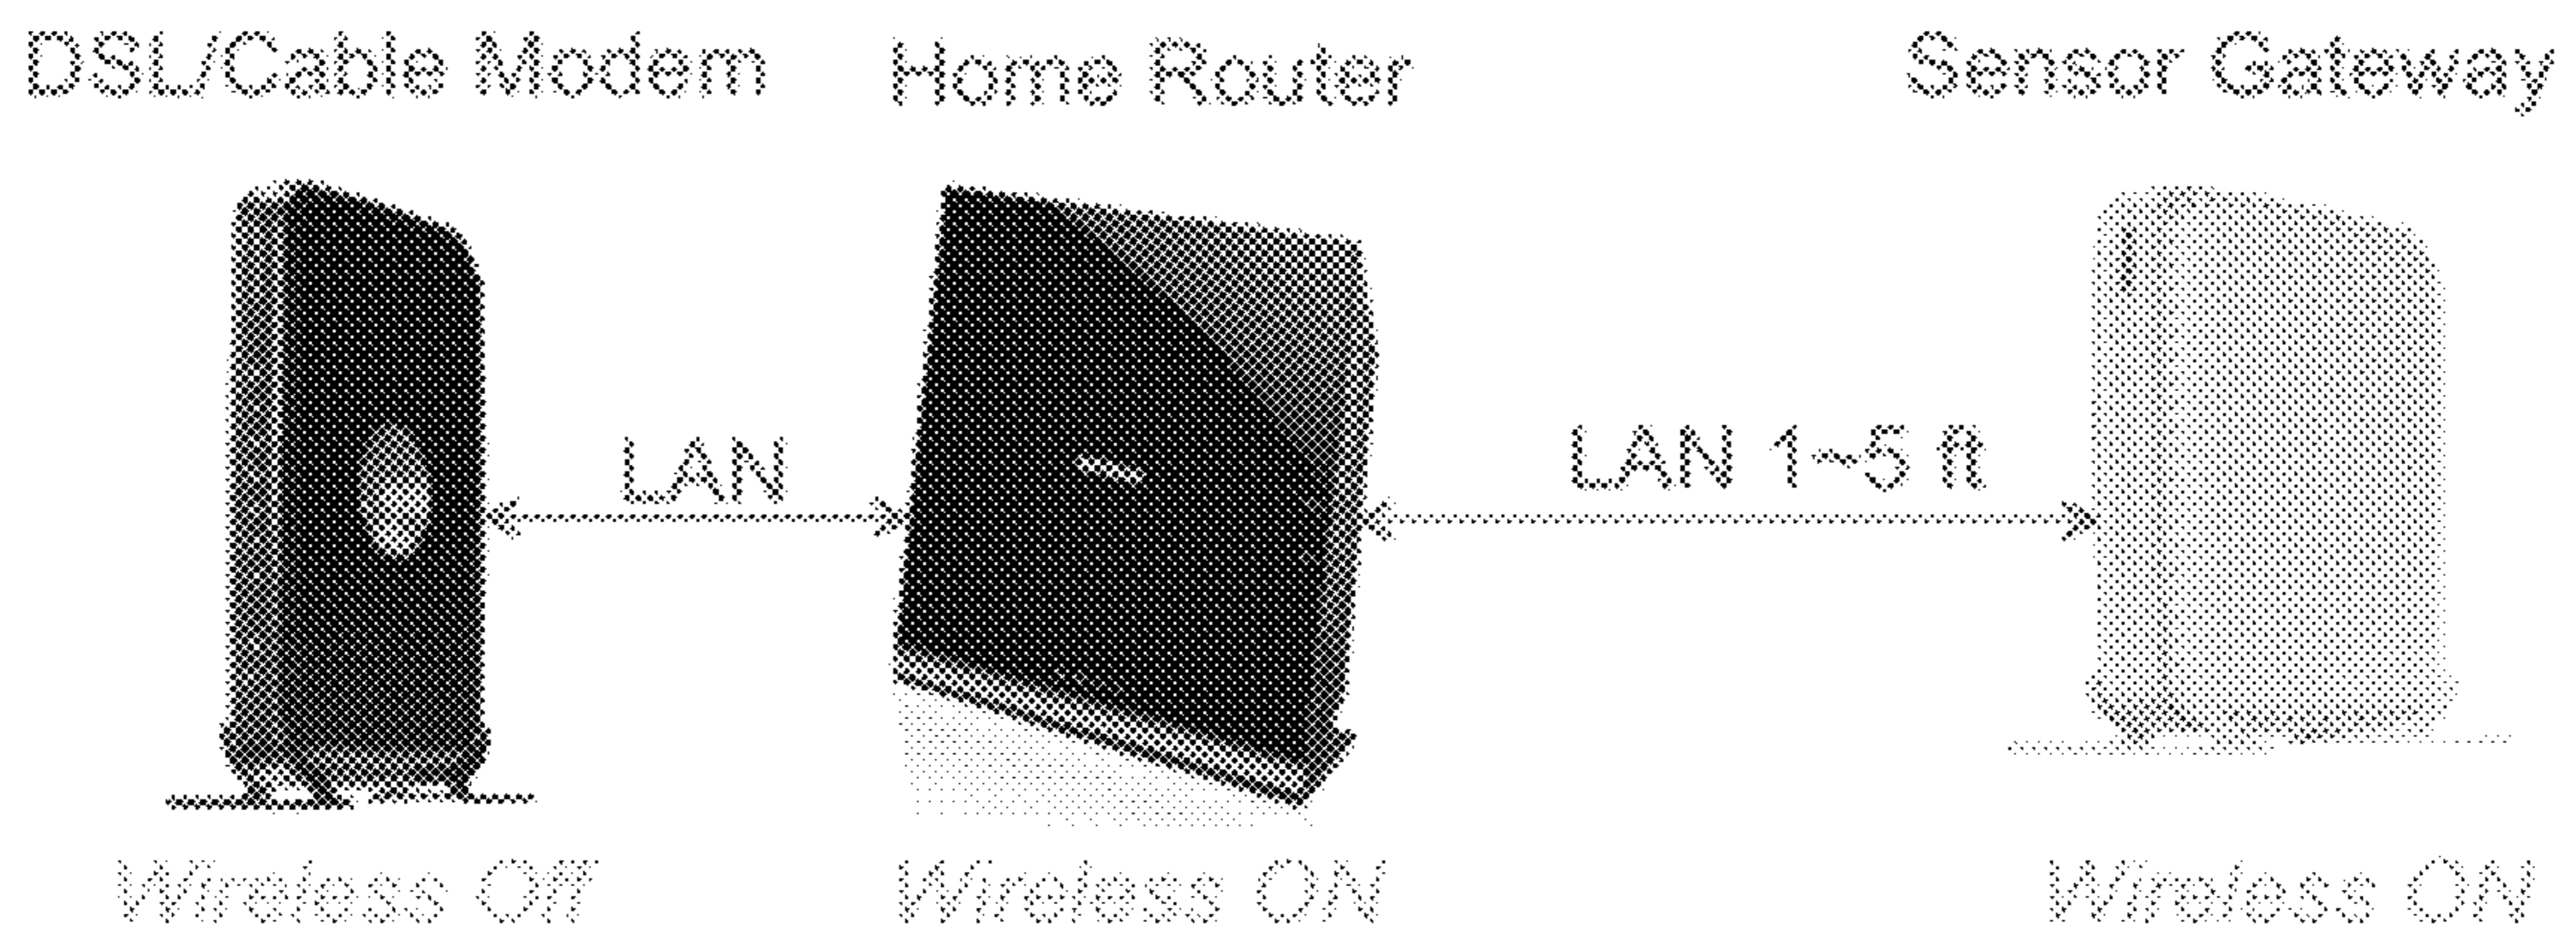 DSL/Cable Modem
Home Router
Sensor Gateway
LAN
LAN 1~5 ft
Wireless Off
Wireless ON
Wireless ON